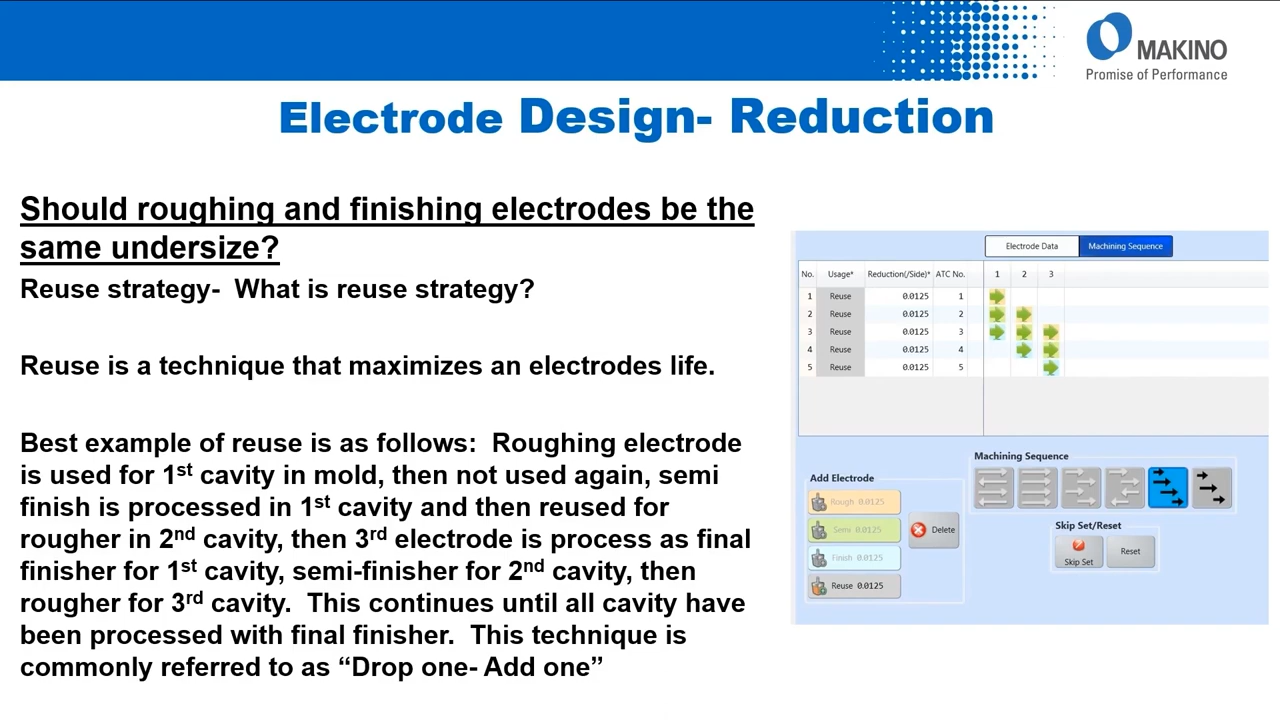 MAKINO
Promise of Performance
Electrode Design- Reduction
Should roughing and finishing electrodes be the
same undersize?
Reuse strategy-  What is reuse strategy?
Reuse is a technique that maximizes an electrodes life.
Best example of reuse is as follows:  Roughing electrode
is used for 1st cavity in mold, then not used again, semi
finish is processed in 1st cavity and then reused for
rougher in 2nd cavity, then 3rd electrode is process as final
finisher for 1st cavity, semi-finisher for 2nd cavity, then
rougher for 3rd cavity.  This continues until all cavity have
been processed with final finisher.  This technique is
commonly referred to as “Drop one- Add one”
Electrode Data Machining Sequence
No. Usage* Reduction(/Side)* ATC No. 1 2 3
1 Reuse 0.0125 1
2 Reuse 0.0125 2
3 Reuse 0.0125 3
4 Reuse 0.0125 4
5 Reuse 0.0125 5
Machining Sequence
Add Electrode
Rough 0.0125
Semi 0.0125
Finish 0.0125
Reuse 0.0125
Delete
Skip Set/Reset
Skip Set
Reset